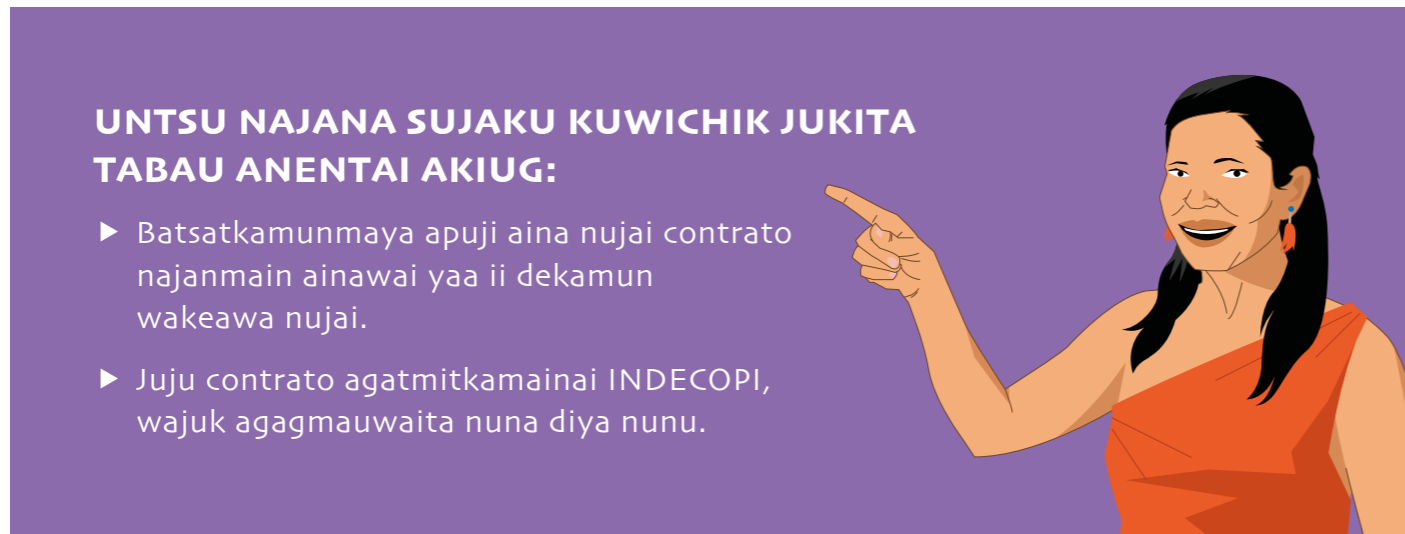 UNTSU NAJANA SUJAKU KUWICHIK JUKITA
TABAU ANENTAI AKIUG:
▶ Batsatkamunmaya apuji aina nujai contrato
najanmain ainawai yaa ii dekamun
wakeawa nujai.
▶ Juju contrato agatmitkamainai INDECOPI,
wajuk agagmauwaita nuna diya nunu.